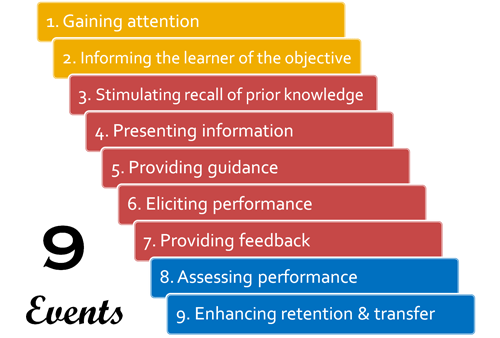 1. Gaining attention
2. Informing the learner of the objective
3. Stimulating recall of prior knowledge
4. Presenting information
5. Providing guidance
6. Eliciting performance
7. Providing feedback
8. Assessing performance
9. Enhancing retention & transfer
9
Events